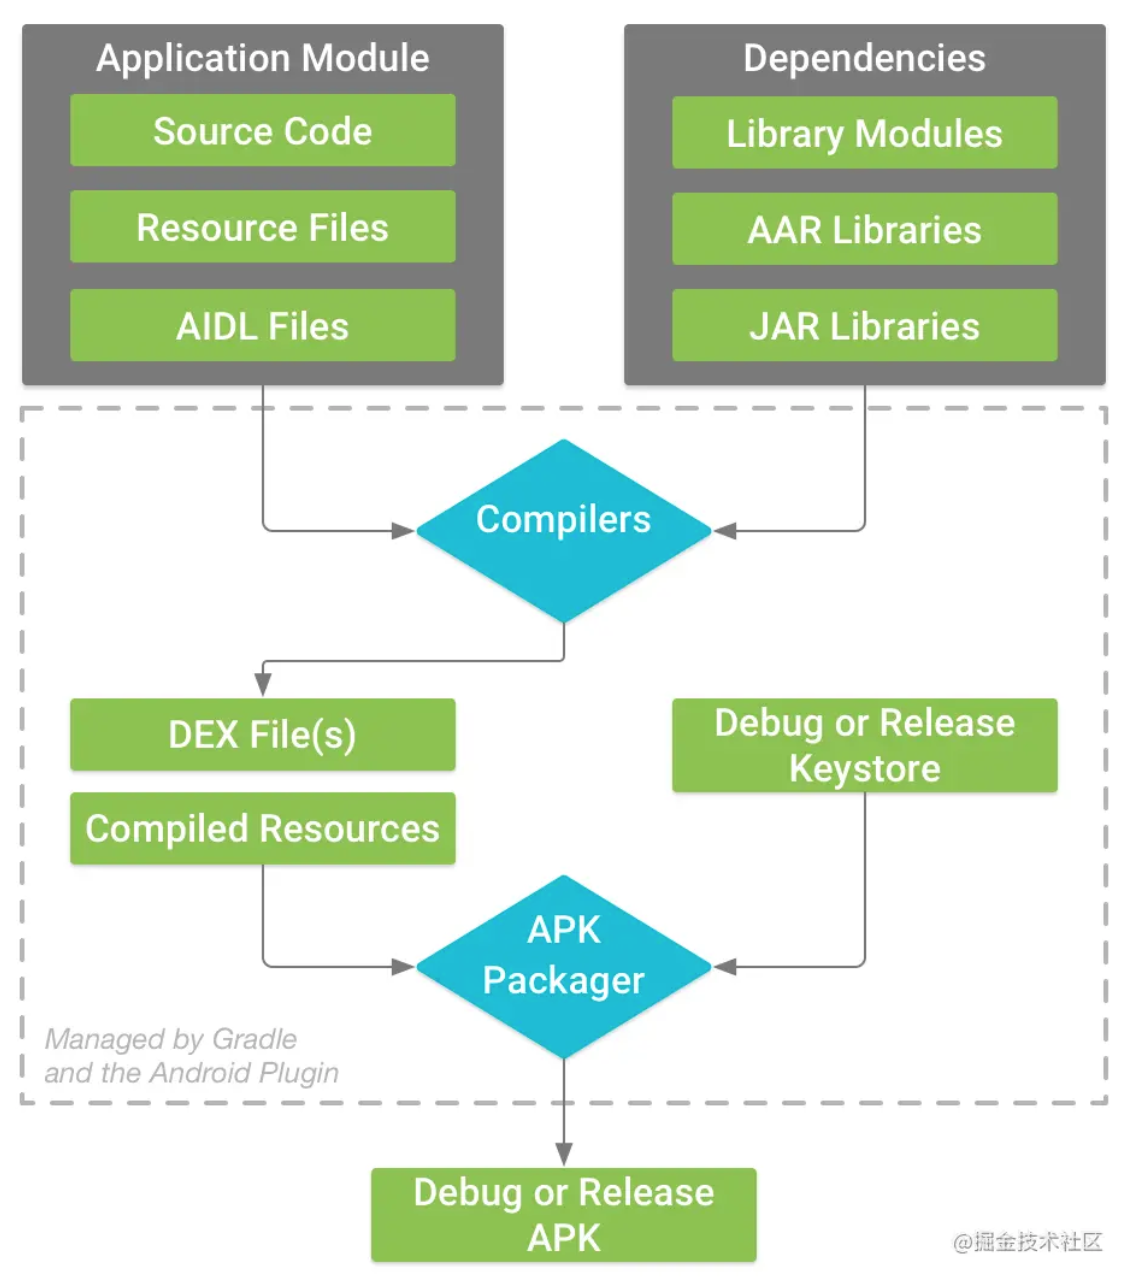 Application Module
Source Code
Resource Files
AIDL Files
Dependencies
Library Modules
AAR Libraries
JAR Libraries
Compilers
DEX File(s)
Compiled Resources
Debug or Release
Keystore
APK
Packager
Managed by Gradle
and the Android Plugin
Debug or Release
APK
@掘金技术社区